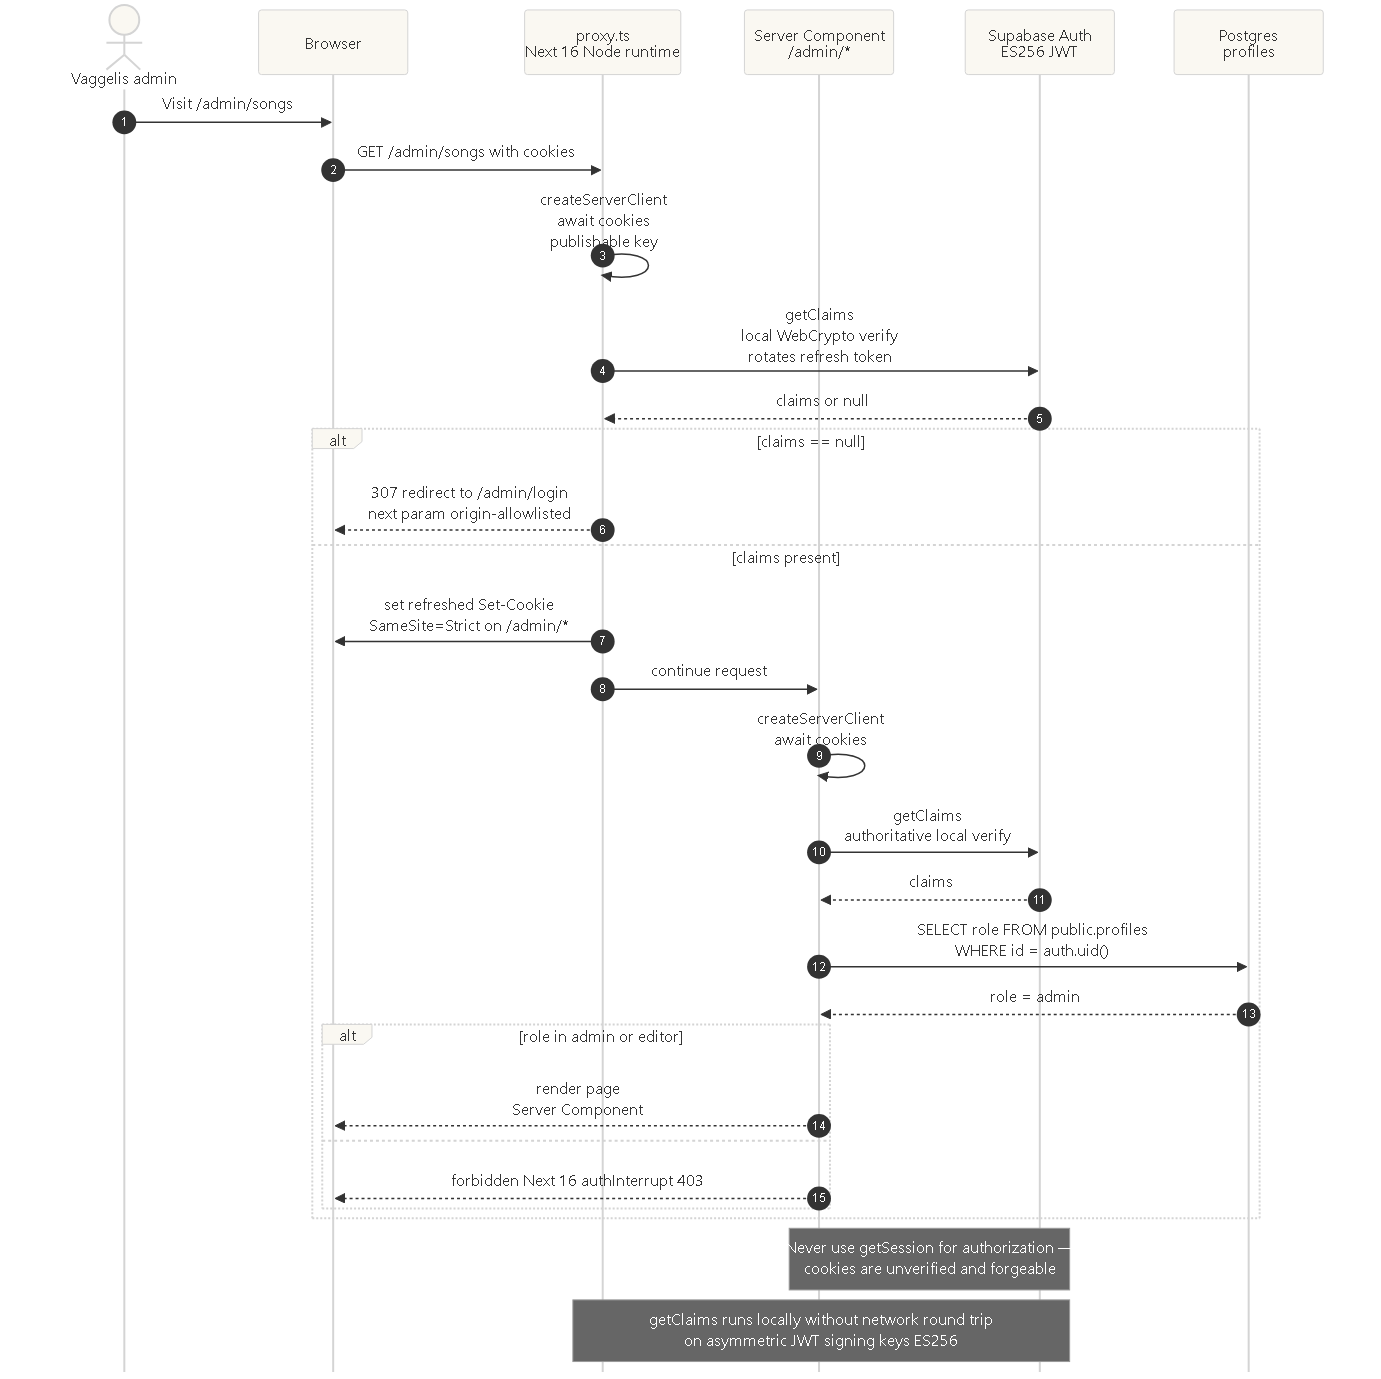 Vaggelis admin
Browser
proxy.ts
Next 16 Node runtime
Server Component
/admin/*
Supabase Auth
ES256 JWT
Postgres
profiles
Visit /admin/songs
1
GET /admin/songs with cookies
2
createServerClient
await cookies
publishable key
3
getClaims
local WebCrypto verify
rotates refresh token
4
claims or null
5
alt
[claims == null]
307 redirect to /admin/login
next param origin-allowlisted
6
[claims present]
set refreshed Set-Cookie
SameSite=Strict on /admin/*
7
continue request
8
createServerClient
await cookies
9
getClaims
authoritative local verify
10
claims
11
SELECT role FROM public.profiles
WHERE id = auth.uid()
12
role = admin
13
alt
[role in admin or editor]
render page
Server Component
14
forbidden Next 16 authInterrupt 403
15
Never use getSession for authorization —
cookies are unverified and forgeable
getClaims runs locally without network round trip
on asymmetric JWT signing keys ES256